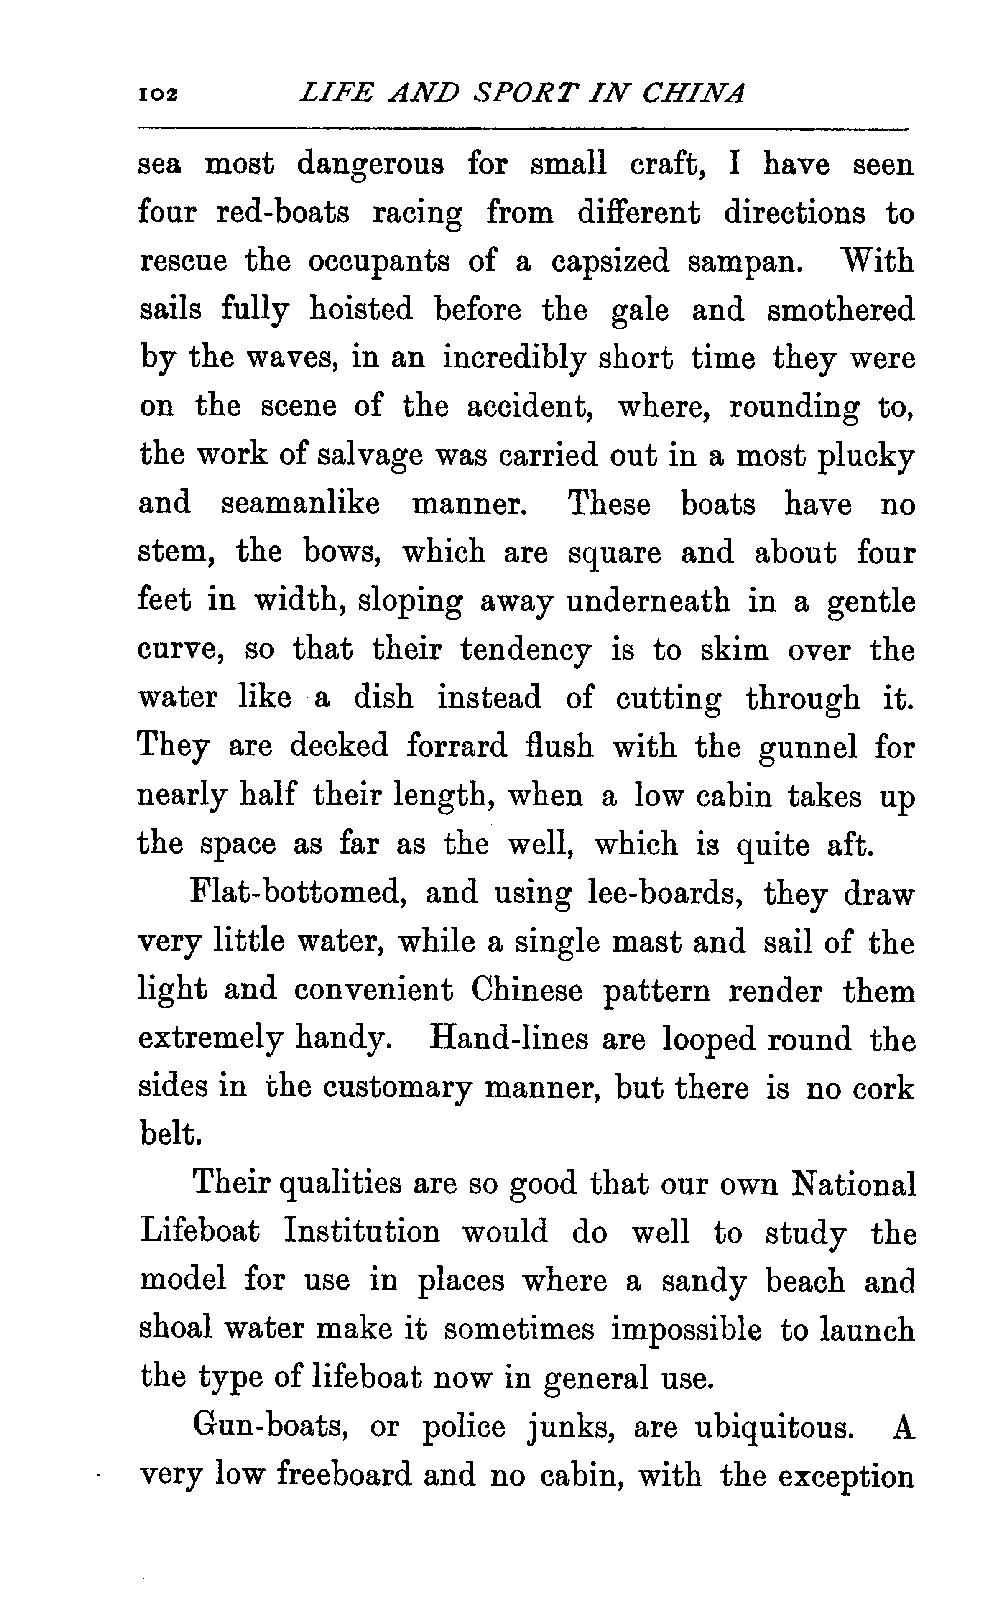 102 LIFE AND SPORT IN CHINA
sea most dangerous for small craft, I have seen
four red-boats racing from different directions to
rescue the occupants of a capsized sampan. With
sails fully hoisted before the gale and smothered
by the waves, in an incredibly short time they were
on the scene of the accident, where, rounding to,
the work of salvage was carried out in a most plucky
and seamanlike manner. These boats have no
stem, the bows, which are square and about four
feet in width, sloping away underneath in a gentle
curve, so that their tendency is to skim over the
water like a dish instead of cutting through it.
They are decked forrard flush with the gunnel for
nearly half their length, when a low cabin takes up
the space as far as the well, which is quite aft.
Flat-bottomed, and using lee-boards, they draw
very little water, while a single mast and sail of the
light and convenient Chinese pattern render them
extremely handy. Hand-lines are looped round the
sides in the customary manner, but there is no cork
belt.
Their qualities are so good that our own National
Lifeboat Institution would do well to study the
model for use in places where a sandy beach and
shoal water make it sometimes impossible to launch
the type of lifeboat now in general use.
Gun-boats, or police junks, are ubiquitous. A
very low freeboard and no cabin, with the exception